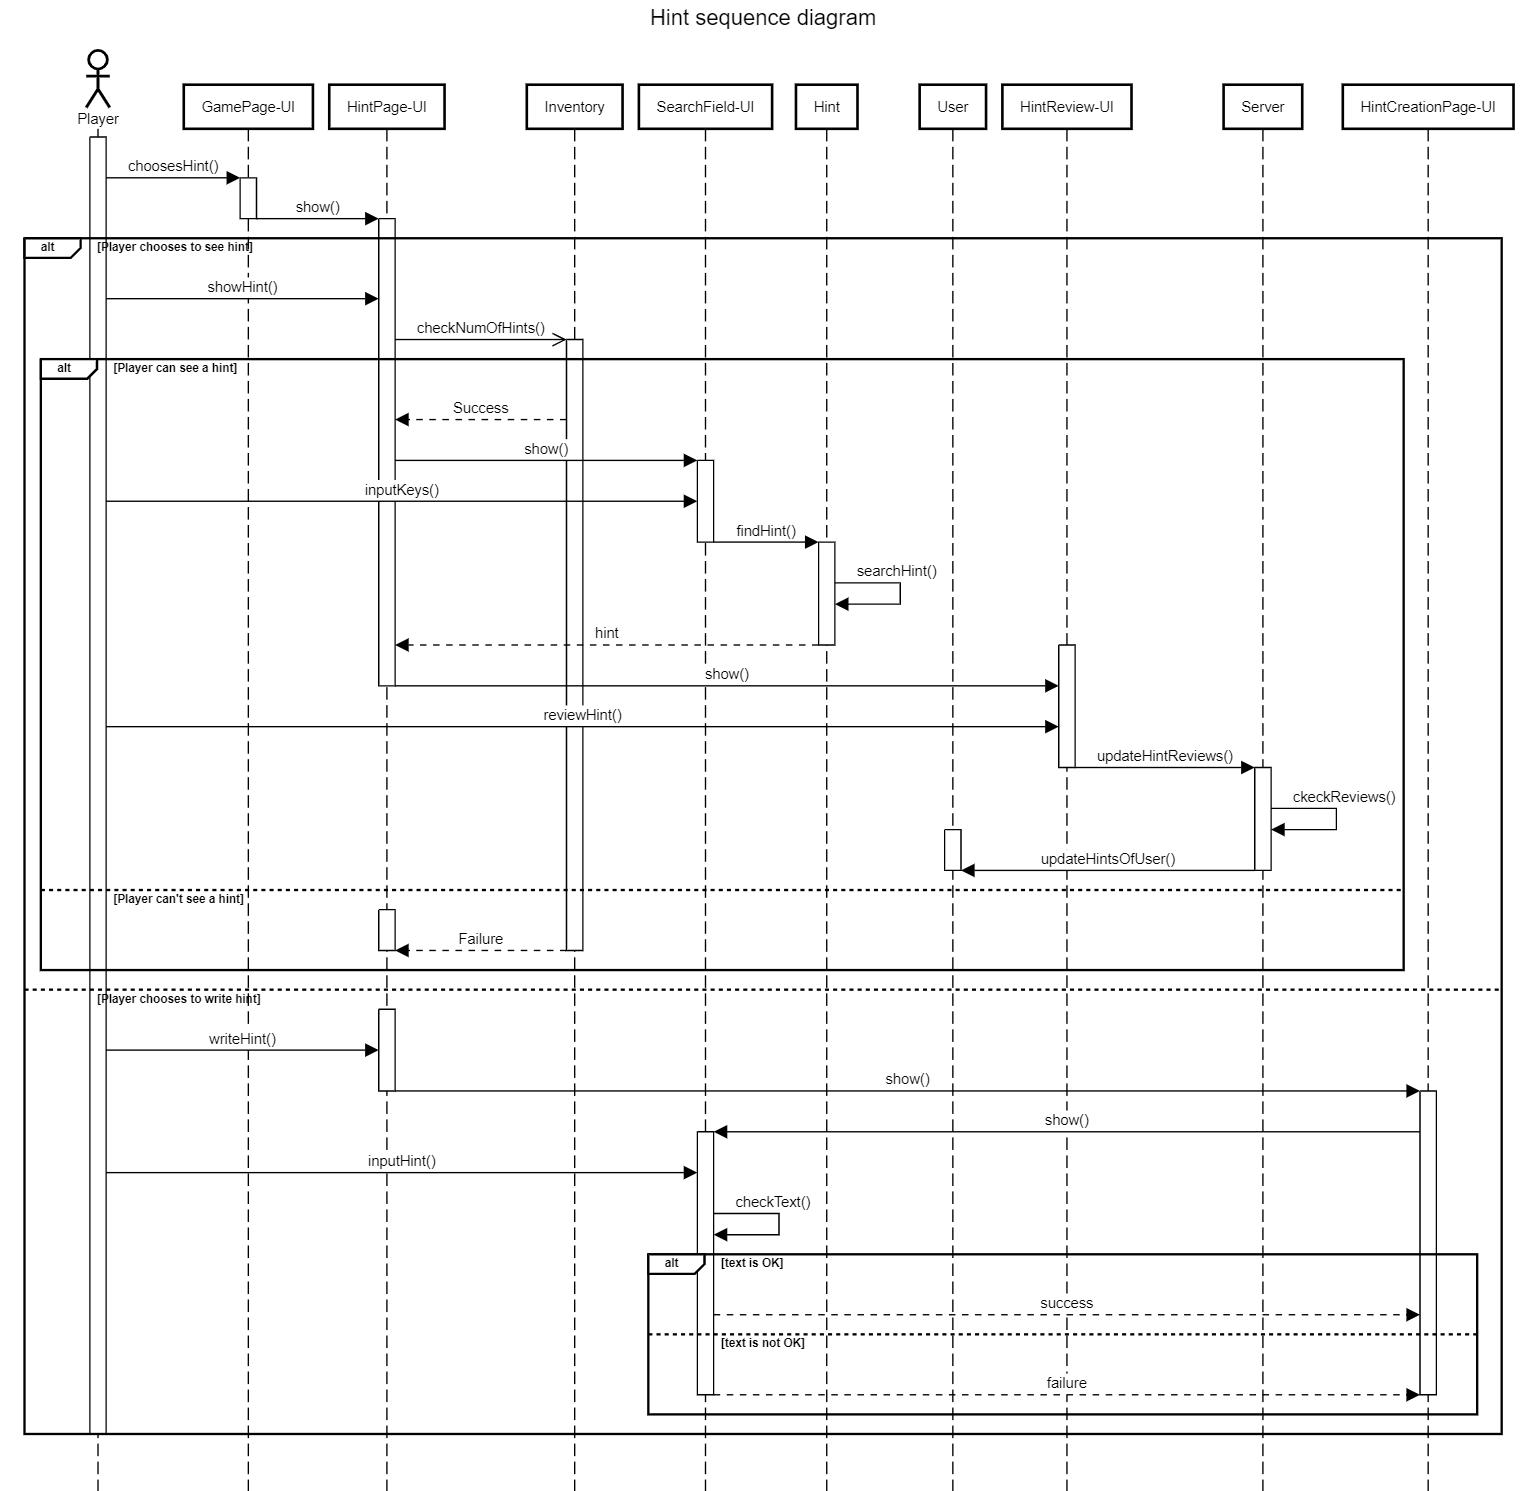 Hint sequence diagram
Player
GamePage-UI
HintPage-UI
Inventory
SearchField-UI
Hint
User
HintReview-UI
Server
HintCreationPage-UI
choosesHint()
show()
alt
[Player chooses to see hint]
showHint()
checkNumOfHints()
alt
[Player can see a hint]
Success
show()
inputKeys()
findHint()
searchHint()
hint
show()
reviewHint()
updateHintReviews()
ckeckReviews()
updateHintsOfUser()
[Player can't see a hint]
Failure
[Player chooses to write hint]
writeHint()
show()
show()
inputHint()
checkText()
alt
[text is OK]
success
[text is not OK]
failure